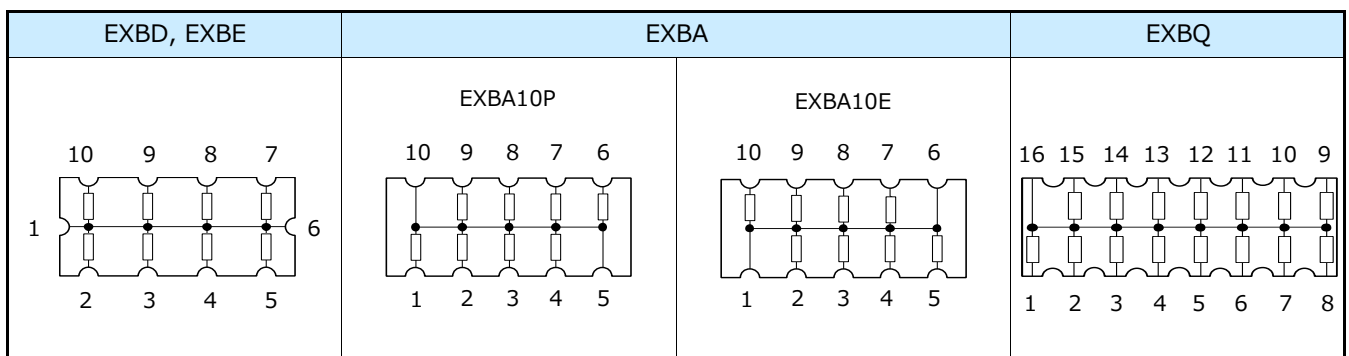 EXBD, EXBE EXBA EXBQ
EXBA10P EXBA10E
10 9 8 7 10 9 8 7 6 10 9 8 7 6 16 15 14 13 12 11 10 9
1 6
2 3 4 5 1 2 3 4 5 1 2 3 4 5 1 2 3 4 5 6 7 8